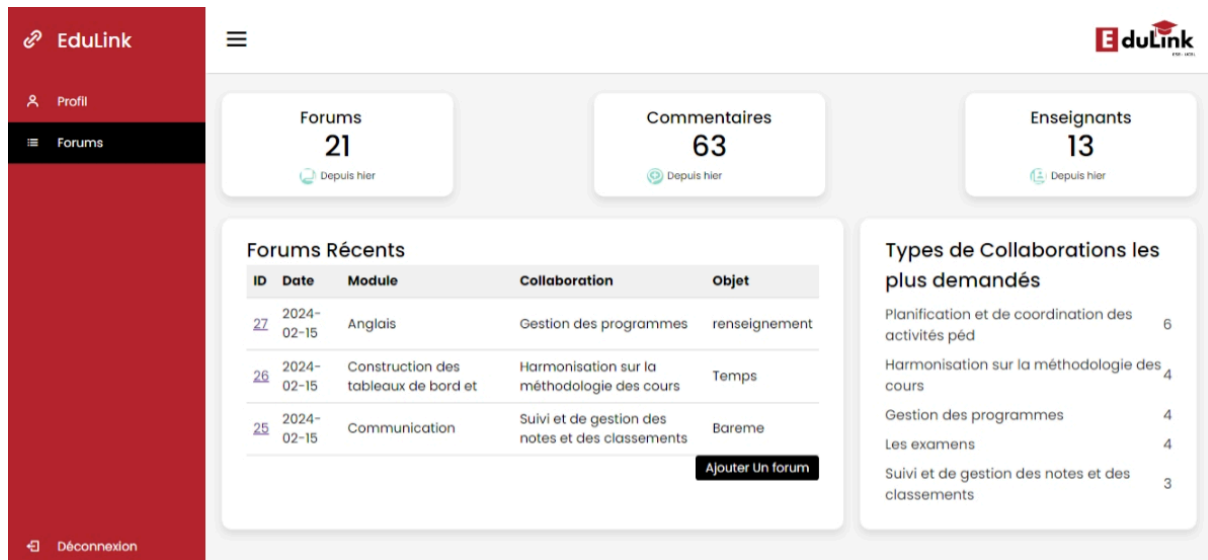 EduLink
EduLink
Profil
Forums
Forums
21
Depuis hier
Commentaires
63
Depuis hier
Enseignants
13
Depuis hier
Forums Récents
ID Date Module Collaboration Objet
27 2024-02-15 Anglais Gestion des programmes renseignement
26 2024-02-15 Construction des tableaux de bord et Harmonisation sur la méthodologie des cours Temps
25 2024-02-15 Communication Suivi et de gestion des notes et des classements Bareme
Ajouter Un forum
Types de Collaborations les
plus demandés
Planification et de coordination des
activités péd 6
Harmonisation sur la méthodologie des
cours 4
Gestion des programmes 4
Les examens 4
Suivi et de gestion des notes et des
classements 3
Déconnexion